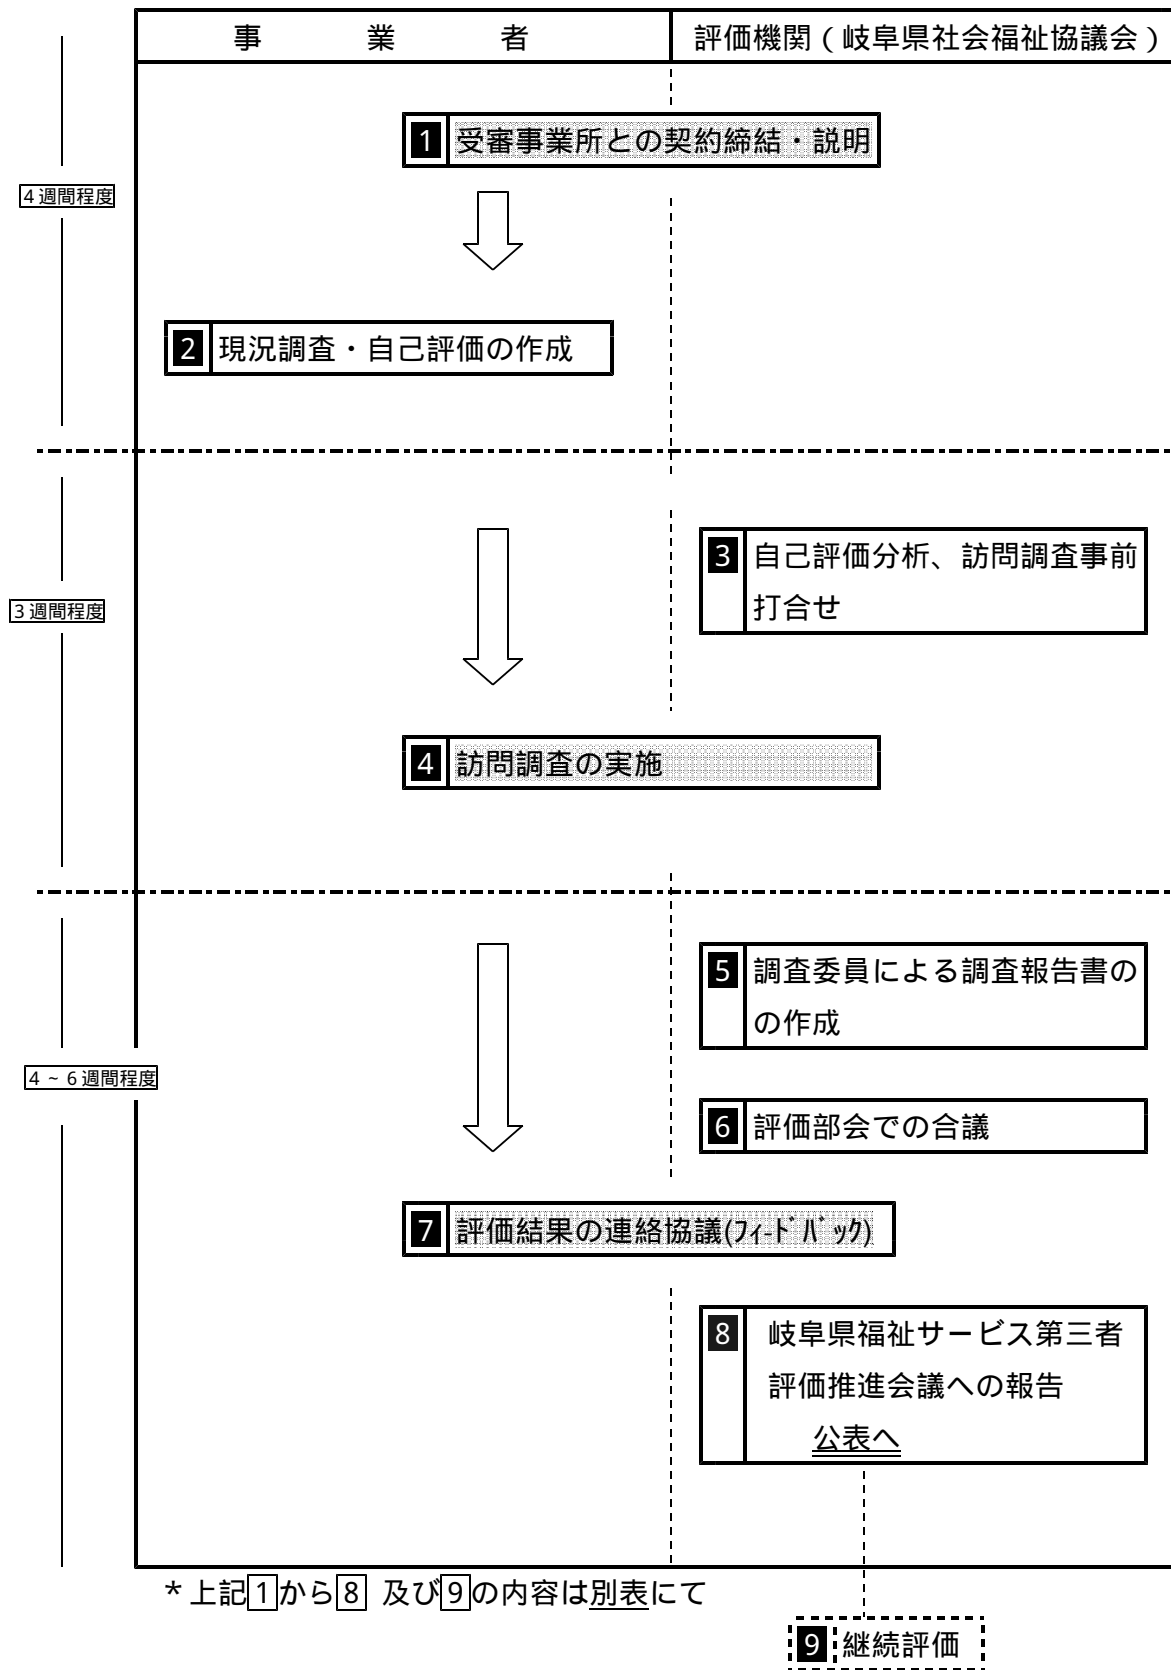 事業者
評価機関(岐阜県社会福祉協議会)
1 受審事業所との契約締結・説明
4週間程度
2 現況調査・自己評価の作成
3 自己評価分析、訪問調査事前
打合せ
3週間程度
4 訪問調査の実施
5 調査委員による調査報告書の
の作成
4~6週間程度
6 評価部会での合議
7 評価結果の連絡協議(フィードバック)
8 岐阜県福祉サービス第三者
評価推進会議への報告
公表へ
*上記1から8 及び9の内容は別表にて
9 継続評価